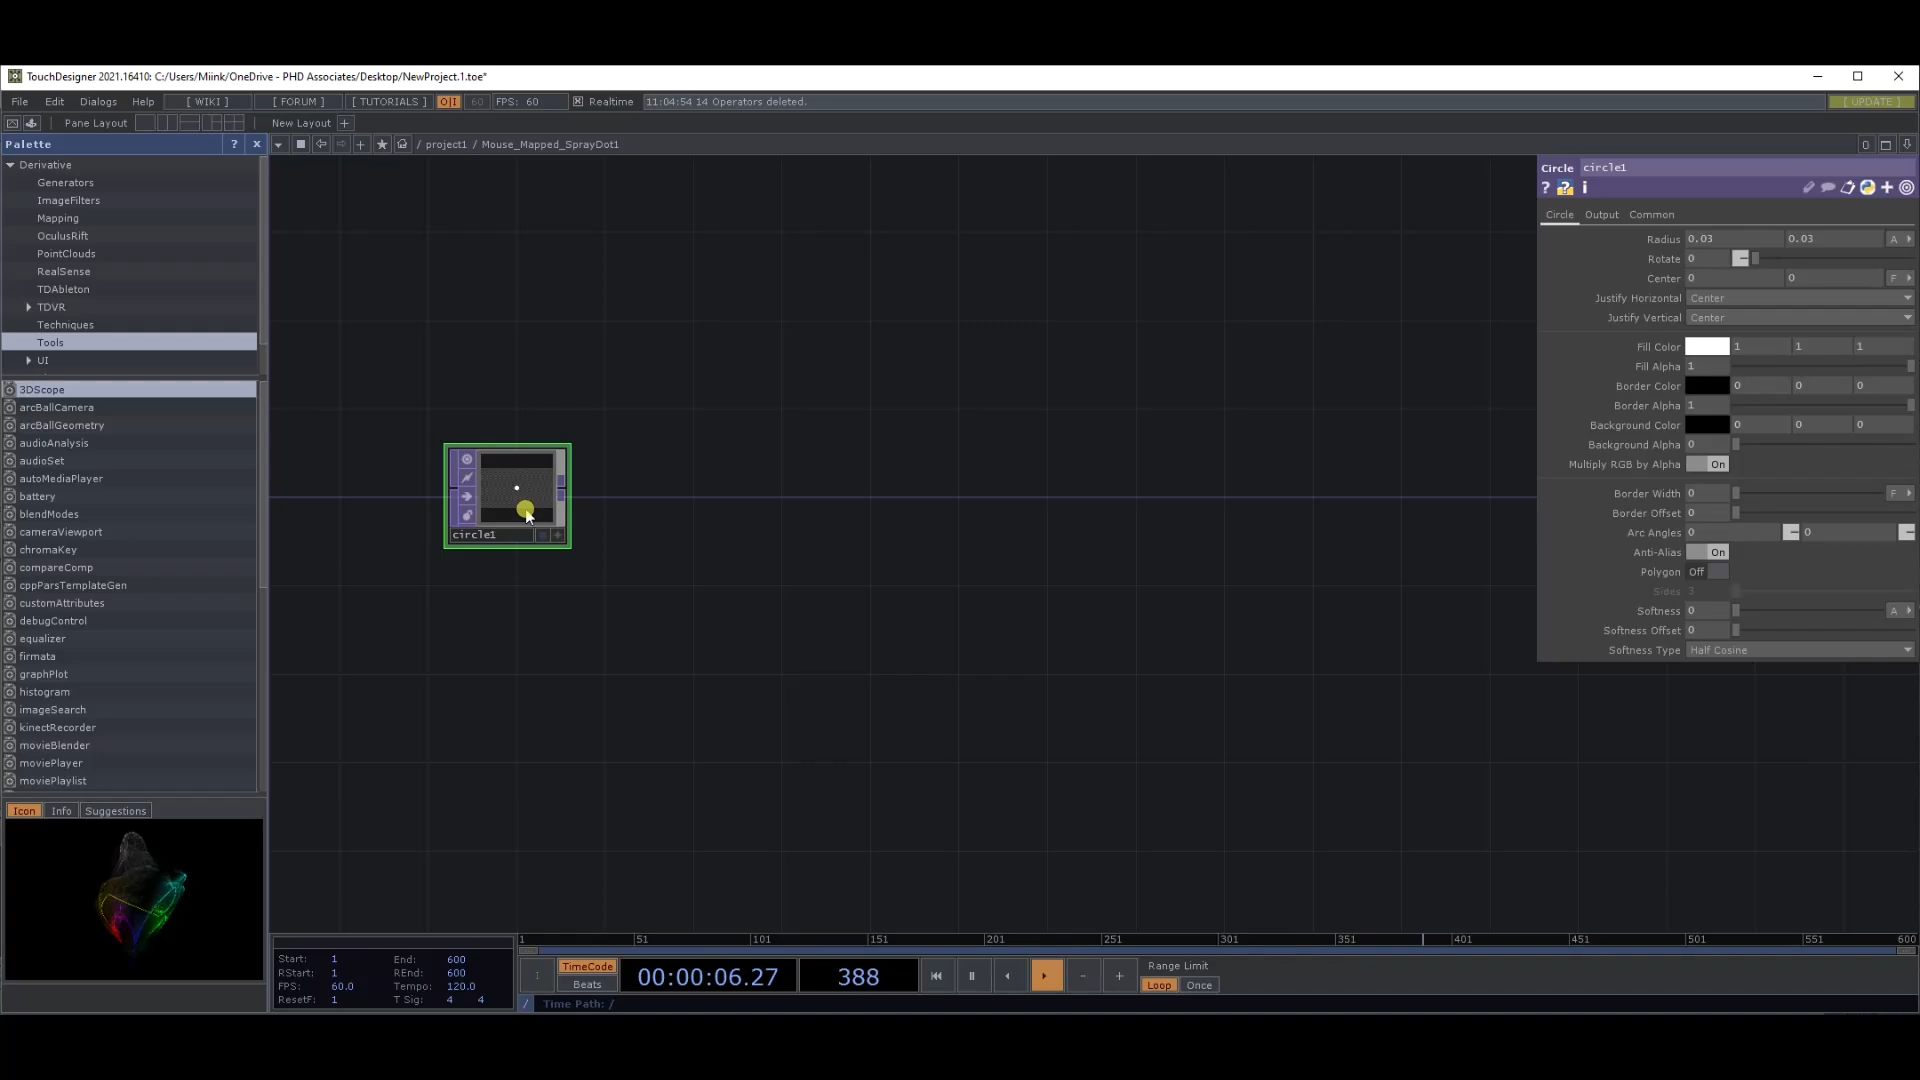 TouchDesigner 2021.16410: C:/Users/Miink/OneDrive - PHD Associates/Desktop/NewProject.1.toe*
File Edit Dialogs Help [ WIKI ] [ FORUM ] [ TUTORIALS ] O|I 60 FPS: 60 Realtime 11:04:54 14 Operators deleted. [ UPDATE ]
Pane Layout New Layout +
Palette ? x / project1 / Mouse_Mapped_SprayDot1 0
Derivative
Generators
ImageFilters
Mapping
OculusRift
PointClouds
RealSense
TDAbleton
TDVR
Techniques
Tools
UI
3DScope
arcBallCamera
arcBallGeometry
audioAnalysis
audioSet
autoMediaPlayer
battery
blendModes
cameraViewport
chromaKey
compareComp
cppParsTemplateGen
customAttributes
debugControl
equalizer
firmata
graphPlot
histogram
imageSearch
kinectRecorder
movieBlender
moviePlayer
moviePlaylist
Icon Info Suggestions
circle1
Circle circle1
? ? i
Circle Output Common
Radius 0.03 0.03 A
Rotate 0
Center 0 0 F
Justify Horizontal Center
Justify Vertical Center
Fill Color 1 1 1
Fill Alpha 1
Border Color 0 0 0
Border Alpha 1
Background Color 0 0 0
Background Alpha 0
Multiply RGB by Alpha On
Border Width 0 F
Border Offset 0
Arc Angles 0 0
Anti-Alias On
Polygon Off
Sides 3
Softness 0 A
Softness Offset 0
Softness Type Half Cosine
1 51 101 151 201 251 301 351 401 451 501 551 600
Start: 1 End: 600
RStart: 1 REnd: 600
FPS: 60.0 Tempo: 120.0
ResetF: 1 T Sig: 4 4
TimeCode
Beats
00:00:06.27 388
Range Limit
Loop Once
/ Time Path: /